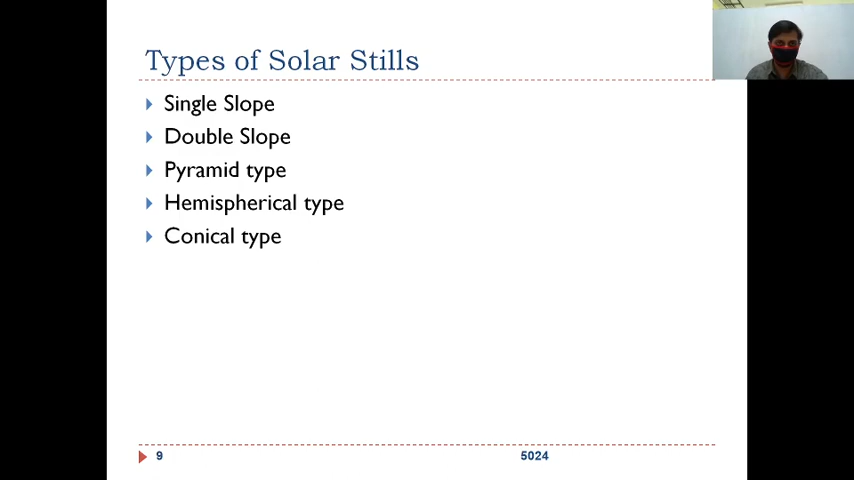 Types of Solar Stills
Single Slope
Double Slope
Pyramid type
Hemispherical type
Conical type
9
5024